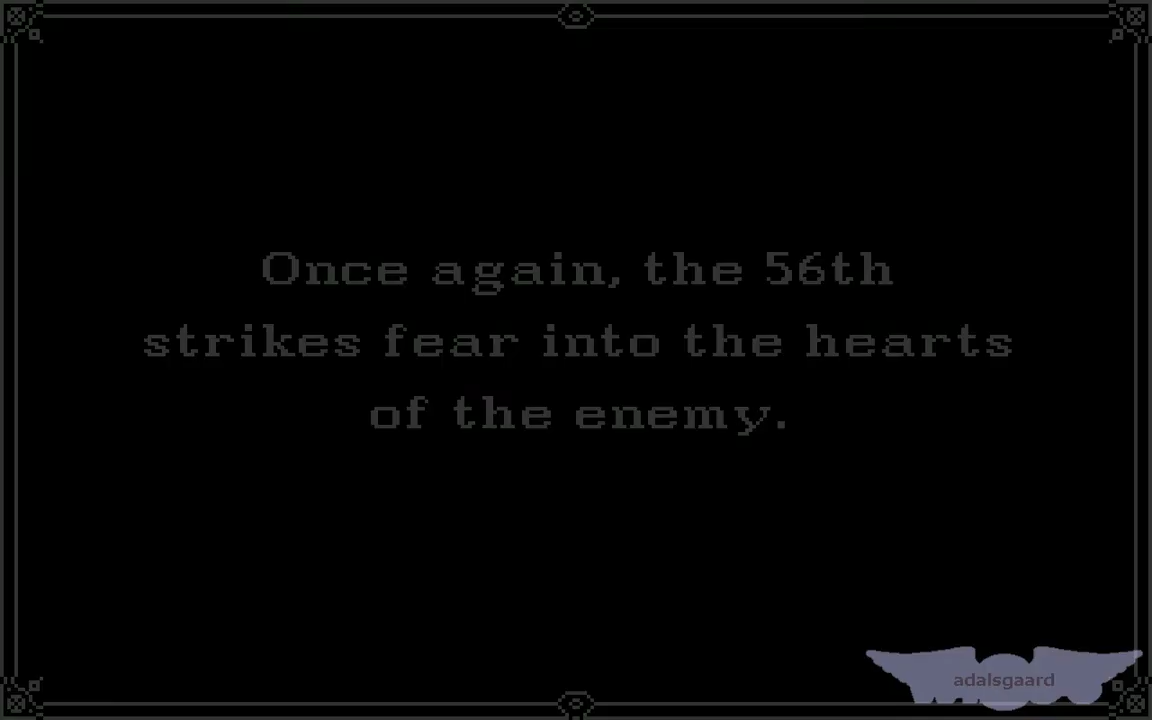 Once again, the 56th
strikes fear into the hearts
of the enemy.
adalsgaard